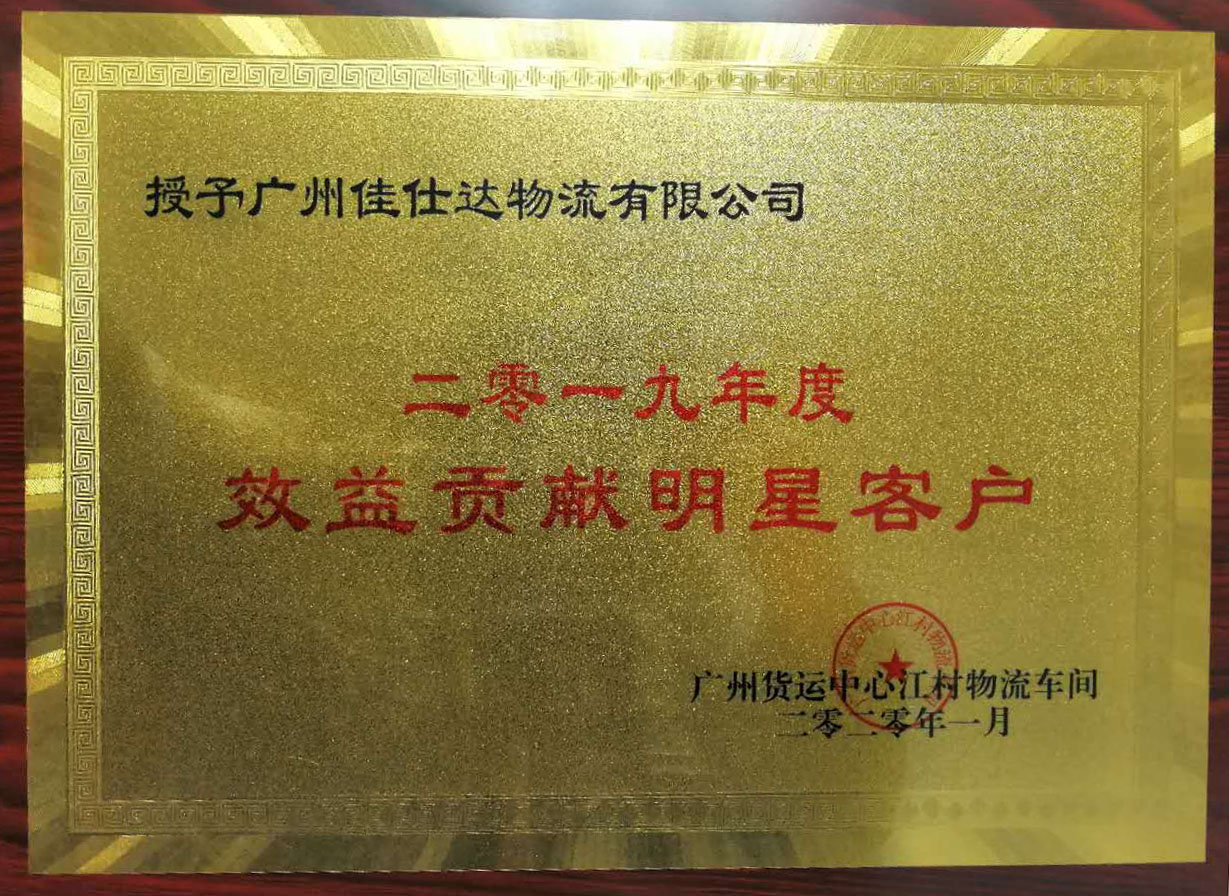 授予广州佳仕达物流有限公司
二零一九年度
效益贡献明星客户
广州货运中心江村物流车间
二零二零年一月